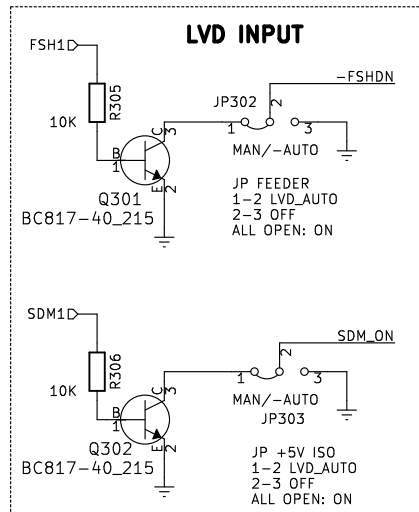 LVD INPUT
FSH1
-FSHDN
R305
10K
JP302
1
2
3
MAN/-AUTO
C
3
B
1
E
2
Q301
BC817-40_215
JP FEEDER
1-2 LVD_AUTO
2-3 OFF
ALL OPEN: ON
SDM1
SDM_ON
R306
10K
1
2
3
MAN/-AUTO
JP303
C
3
B
1
E
2
Q302
BC817-40_215
JP +5V ISO
1-2 LVD_AUTO
2-3 OFF
ALL OPEN: ON